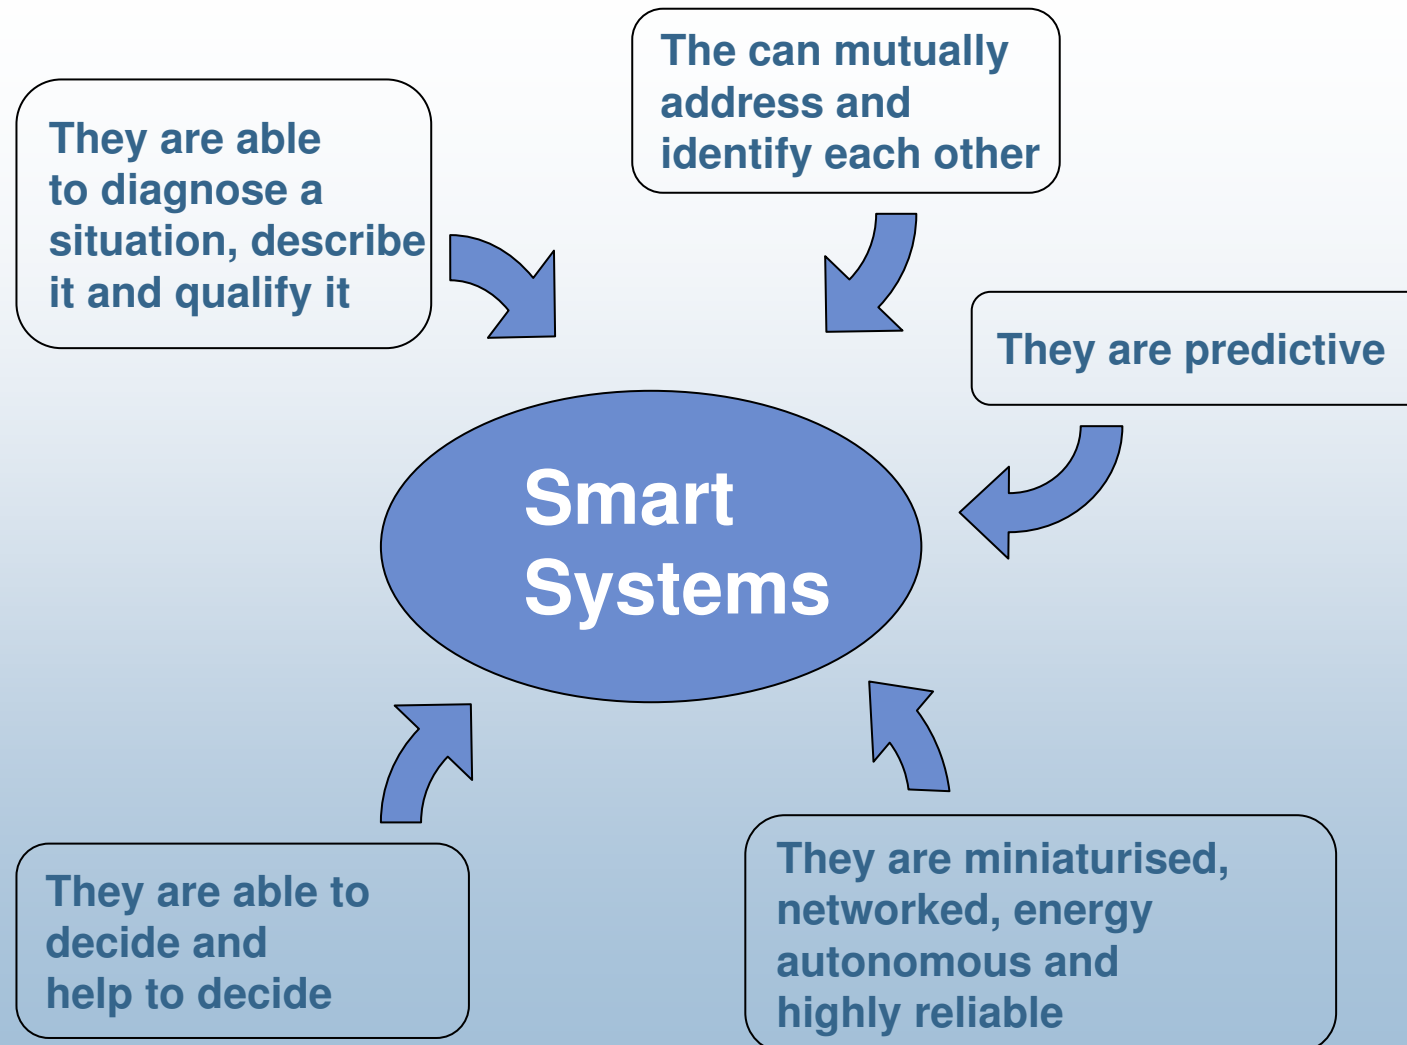 The can mutually
address and
identify each other
They are able
to diagnose a
situation, describe
it and qualify it
They are predictive
Smart
Systems
They are able to
decide and
help to decide
They are miniaturised,
networked, energy
autonomous and
highly reliable